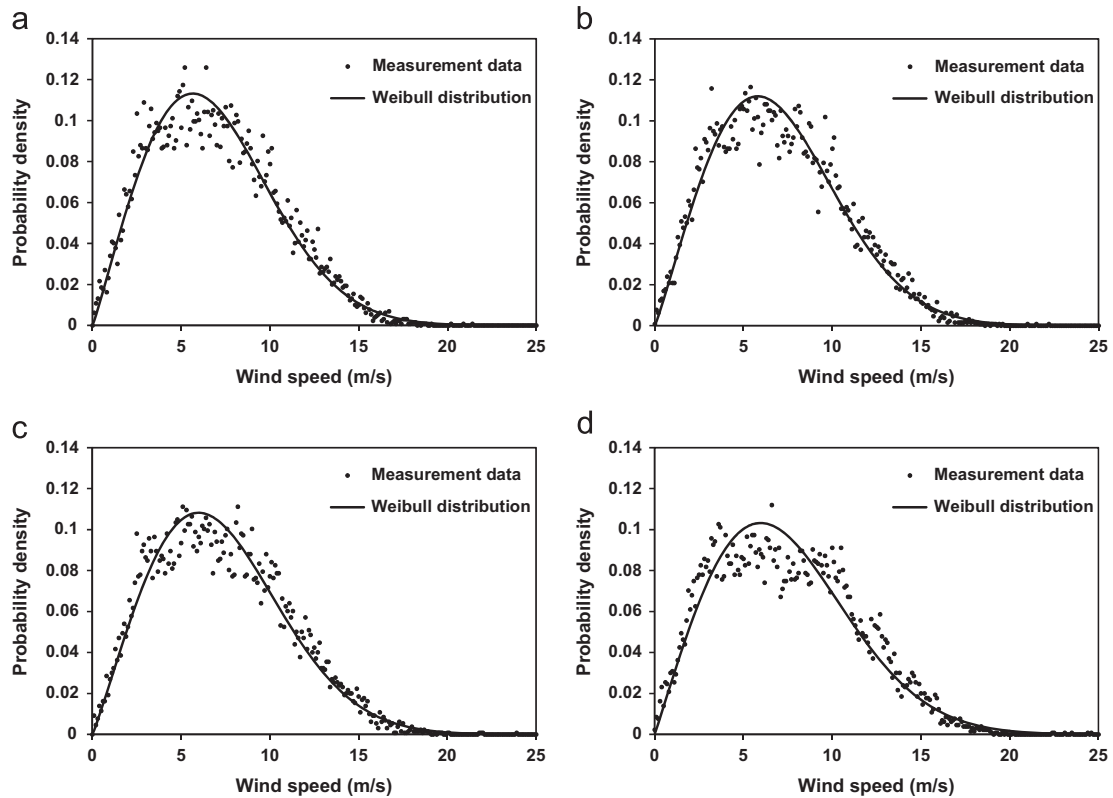 a
0.14
0.12
0.1
0.08
0.06
0.04
0.02
0
Probability density
Measurement data
Weibull distribution
0 5 10 15 20 25
Wind speed (m/s)
b
0.14
0.12
0.1
0.08
0.06
0.04
0.02
0
Probability density
Measurement data
Weibull distribution
0 5 10 15 20 25
Wind speed (m/s)
c
0.14
0.12
0.1
0.08
0.06
0.04
0.02
0
Probability density
Measurement data
Weibull distribution
0 5 10 15 20 25
Wind speed (m/s)
d
0.14
0.12
0.1
0.08
0.06
0.04
0.02
0
Probability density
Measurement data
Weibull distribution
0 5 10 15 20 25
Wind speed (m/s)